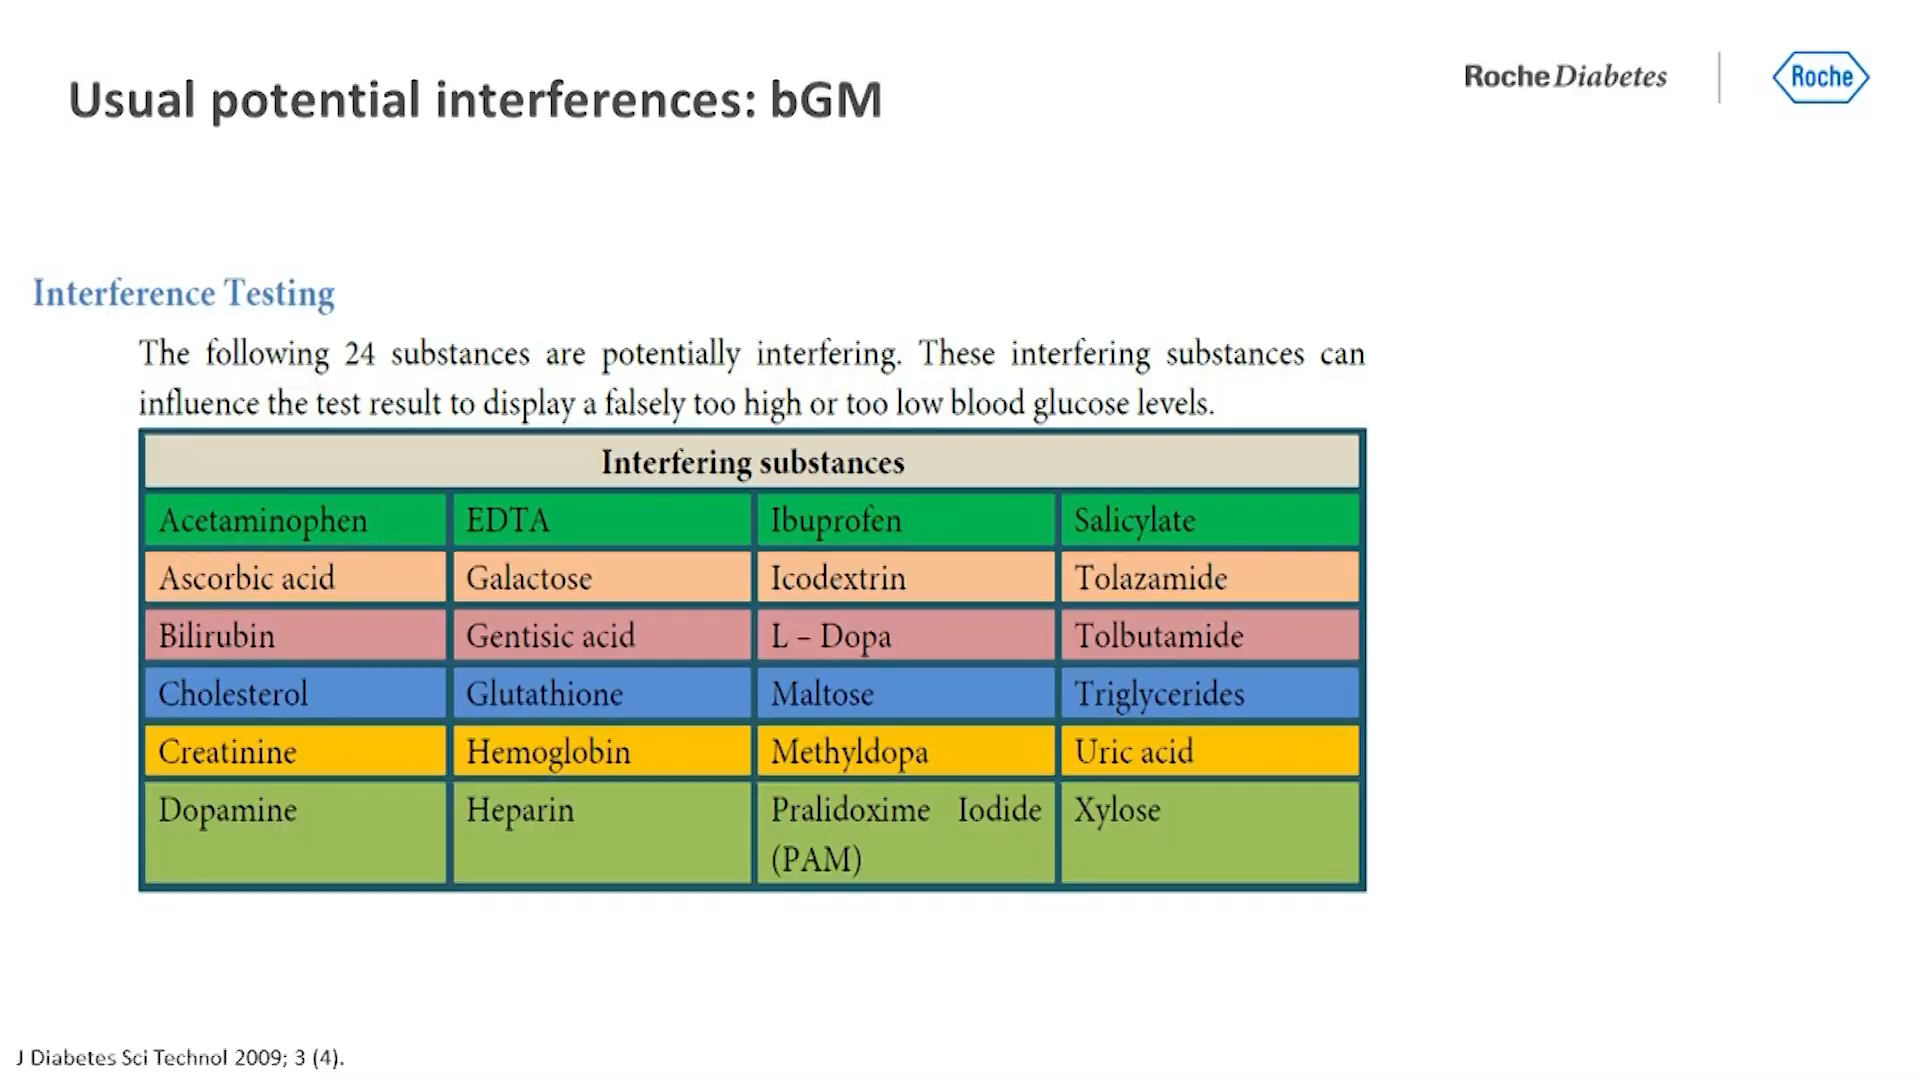 Usual potential interferences: bGM
Roche Diabetes
Roche
Interference Testing
The following 24 substances are potentially interfering. These interfering substances can
influence the test result to display a falsely too high or too low blood glucose levels.
Interfering substances
Acetaminophen EDTA Ibuprofen Salicylate
Ascorbic acid Galactose Icodextrin Tolazamide
Bilirubin Gentisic acid L – Dopa Tolbutamide
Cholesterol Glutathione Maltose Triglycerides
Creatinine Hemoglobin Methyldopa Uric acid
Dopamine Heparin Pralidoxime Iodide Xylose
(PAM)
J Diabetes Sci Technol 2009; 3 (4).